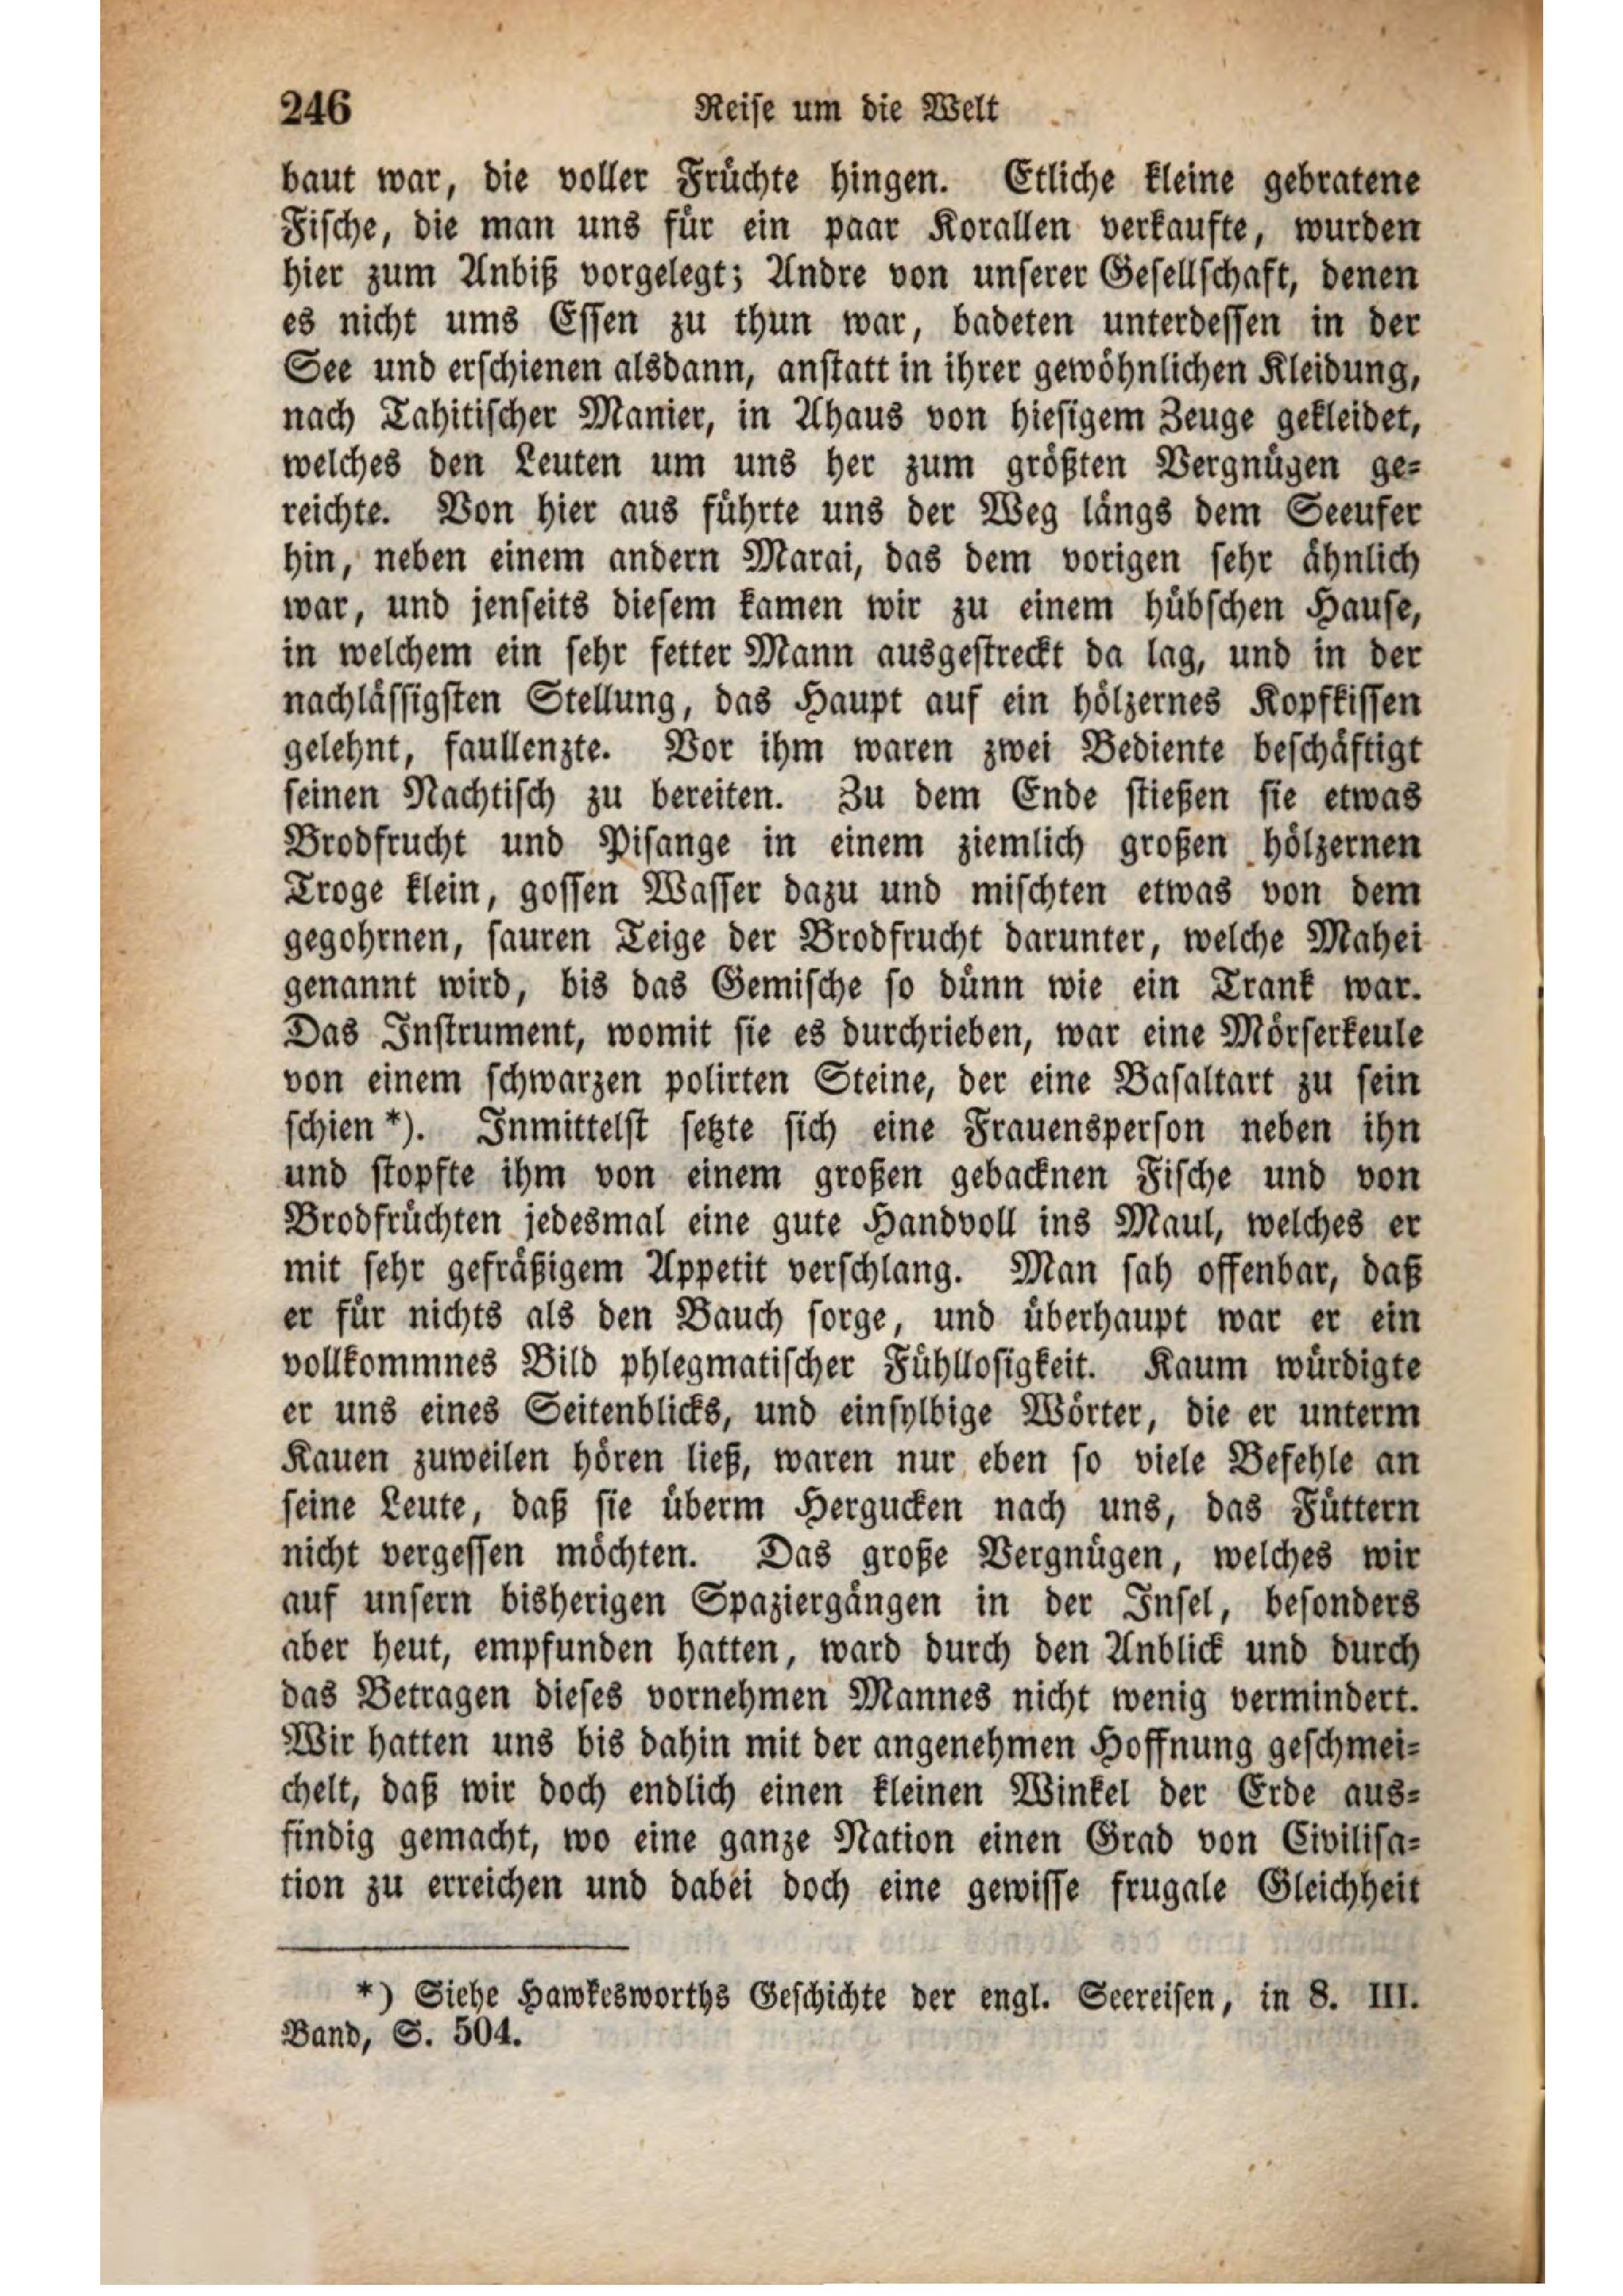 246 Reise um die Welt
baut war, die voller Früchte hingen. Etliche kleine gebratene
Fische, die man uns für ein paar Korallen verkaufte, wurden
hier zum Anbiß vorgelegt; Andre von unserer Gesellschaft, denen
es nicht ums Essen zu thun war, badeten unterdessen in der
See und erschienen alsdann, anstatt in ihrer gewöhnlichen Kleidung,
nach Tahitischer Manier, in Ahaus von hiesigem Zeuge gekleidet,
welches den Leuten um uns her zum größten Vergnügen ge-
reichte. Von hier aus führte uns der Weg längs dem Seeufer
hin, neben einem andern Marai, das dem vorigen sehr ähnlich
war, und jenseits diesem kamen wir zu einem hübschen Hause,
in welchem ein sehr fetter Mann ausgestreckt da lag, und in der
nachlässigsten Stellung, das Haupt auf ein hölzernes Kopfkissen
gelehnt, faullenzte. Vor ihm waren zwei Bediente beschäftigt
seinen Nachtisch zu bereiten. Zu dem Ende stießen sie etwas
Brodfrucht und Pisange in einem ziemlich großen hölzernen
Troge klein, gossen Wasser dazu und mischten etwas von dem
gegohrnen, sauren Teige der Brodfrucht darunter, welche Mahei
genannt wird, bis das Gemische so dünn wie ein Trank war.
Das Instrument, womit sie es durchrieben, war eine Mörserkeule
von einem schwarzen polirten Steine, der eine Basaltart zu sein
schien *). Inmittelst setzte sich eine Frauensperson neben ihn
und stopfte ihm von einem großen gebacknen Fische und von
Brodfrüchten jedesmal eine gute Handvoll ins Maul, welches er
mit sehr gefräßigem Appetit verschlang. Man sah offenbar, daß
er für nichts als den Bauch sorge, und überhaupt war er ein
vollkommnes Bild phlegmatischer Fühllosigkeit. Kaum würdigte
er uns eines Seitenblicks, und einsylbige Wörter, die er unterm
Kauen zuweilen hören ließ, waren nur eben so viele Befehle an
seine Leute, daß sie überm Hergucken nach uns, das Füttern
nicht vergessen möchten. Das große Vergnügen, welches wir
auf unsern bisherigen Spaziergängen in der Insel, besonders
aber heut, empfunden hatten, ward durch den Anblick und durch
das Betragen dieses vornehmen Mannes nicht wenig vermindert.
Wir hatten uns bis dahin mit der angenehmen Hoffnung geschmei-
chelt, daß wir doch endlich einen kleinen Winkel der Erde aus-
findig gemacht, wo eine ganze Nation einen Grad von Civilisa-
tion zu erreichen und dabei doch eine gewisse frugale Gleichheit
*) Siehe Hawkesworths Geschichte der engl. Seereisen, in 8. III.
Band, S. 504.